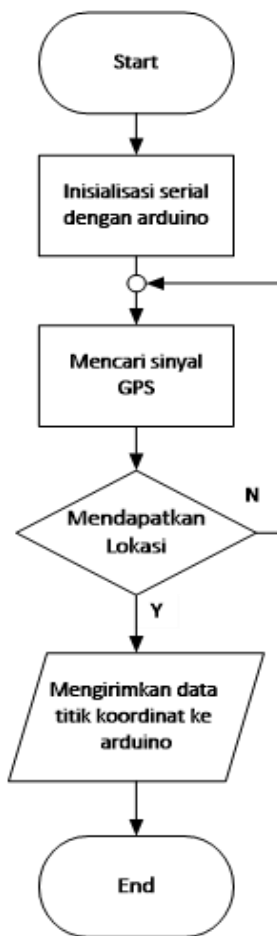 Start
Inisialisasi serial
dengan arduino
Mencari sinyal
GPS
Mendapatkan
Lokasi
N
Y
Mengirimkan data
titik koordinat ke
arduino
End